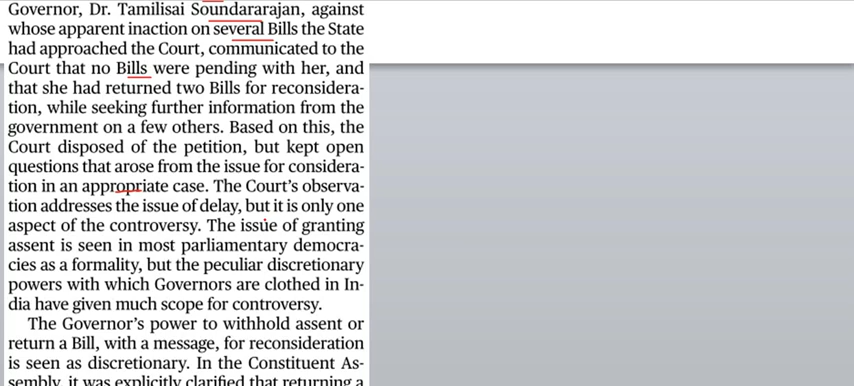 Governor, Dr. Tamilisai Soundararajan, against
whose apparent inaction on several Bills the State
had approached the Court, communicated to the
Court that no Bills were pending with her, and
that she had returned two Bills for reconsidera-
tion, while seeking further information from the
government on a few others. Based on this, the
Court disposed of the petition, but kept open
questions that arose from the issue for considera-
tion in an appropriate case. The Court’s observa-
tion addresses the issue of delay, but it is only one
aspect of the controversy. The issue of granting
assent is seen in most parliamentary democra-
cies as a formality, but the peculiar discretionary
powers with which Governors are clothed in In-
dia have given much scope for controversy.
The Governor’s power to withhold assent or
return a Bill, with a message, for reconsideration
is seen as discretionary. In the Constituent As-
sembly, it was explicitly clarified that returning a